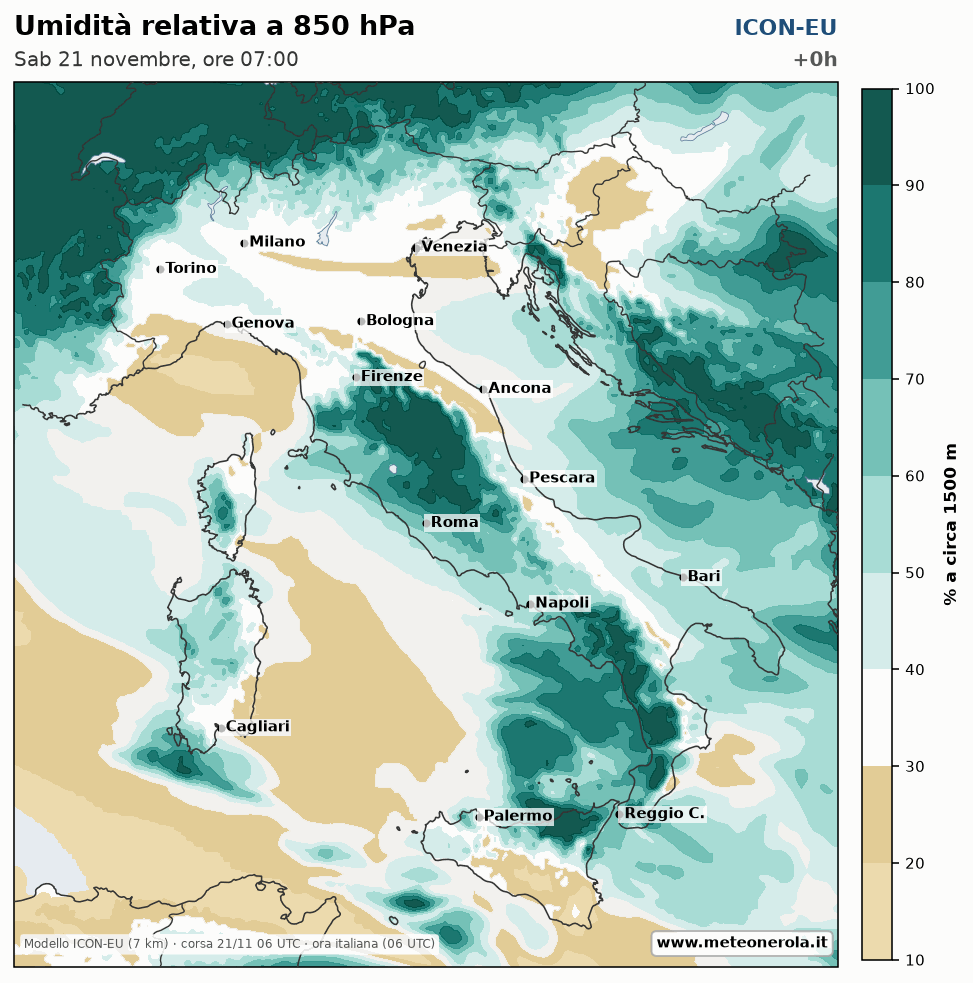 Umidità relativa a 850 hPa
ICON-EU
Sab 21 novembre, ore 07:00
+0h
100
90
80
70
60
50
40
30
20
10
% a circa 1500 m
Milano
Venezia
Torino
Genova
Bologna
Firenze
Ancona
Pescara
Roma
Bari
Napoli
Cagliari
Palermo
Reggio C.
Modello ICON-EU (7 km) · corsa 21/11 06 UTC · ora italiana (06 UTC)
www.meteonerola.it